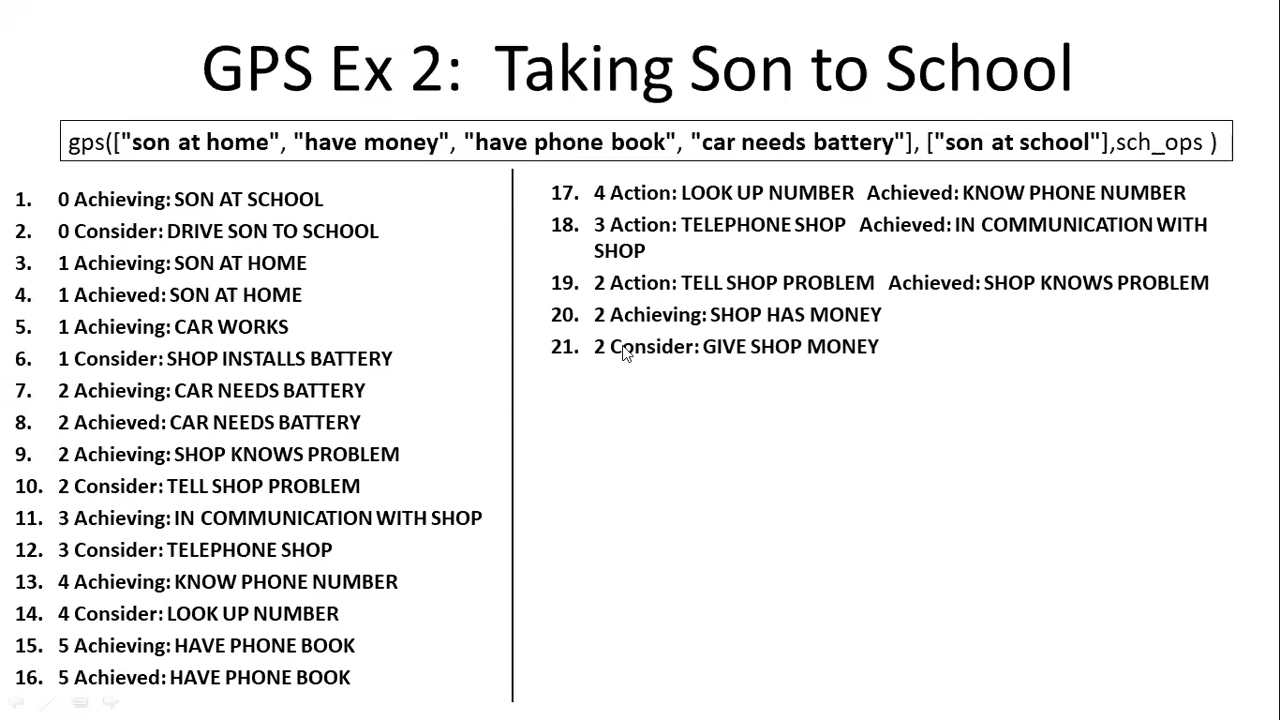 GPS Ex 2: Taking Son to School
gps(["son at home", "have money", "have phone book", "car needs battery"], ["son at school"],sch_ops )
1. 0 Achieving: SON AT SCHOOL
2. 0 Consider: DRIVE SON TO SCHOOL
3. 1 Achieving: SON AT HOME
4. 1 Achieved: SON AT HOME
5. 1 Achieving: CAR WORKS
6. 1 Consider: SHOP INSTALLS BATTERY
7. 2 Achieving: CAR NEEDS BATTERY
8. 2 Achieved: CAR NEEDS BATTERY
9. 2 Achieving: SHOP KNOWS PROBLEM
10. 2 Consider: TELL SHOP PROBLEM
11. 3 Achieving: IN COMMUNICATION WITH SHOP
12. 3 Consider: TELEPHONE SHOP
13. 4 Achieving: KNOW PHONE NUMBER
14. 4 Consider: LOOK UP NUMBER
15. 5 Achieving: HAVE PHONE BOOK
16. 5 Achieved: HAVE PHONE BOOK
17. 4 Action: LOOK UP NUMBER Achieved: KNOW PHONE NUMBER
18. 3 Action: TELEPHONE SHOP Achieved: IN COMMUNICATION WITH
SHOP
19. 2 Action: TELL SHOP PROBLEM Achieved: SHOP KNOWS PROBLEM
20. 2 Achieving: SHOP HAS MONEY
21. 2 Consider: GIVE SHOP MONEY